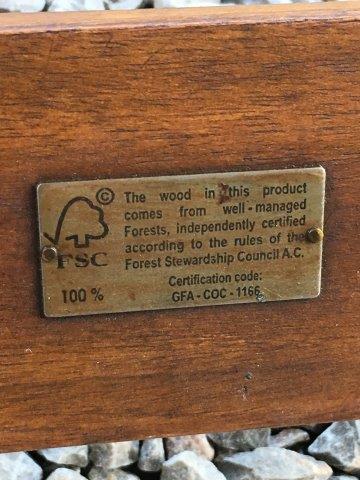 ©
The wood in this product
comes from well-managed
Forests, independently certified
according to the rules of the
Forest Stewardship Council A.C.
FSC
100 %
Certification code:
GFA - COC - 1166